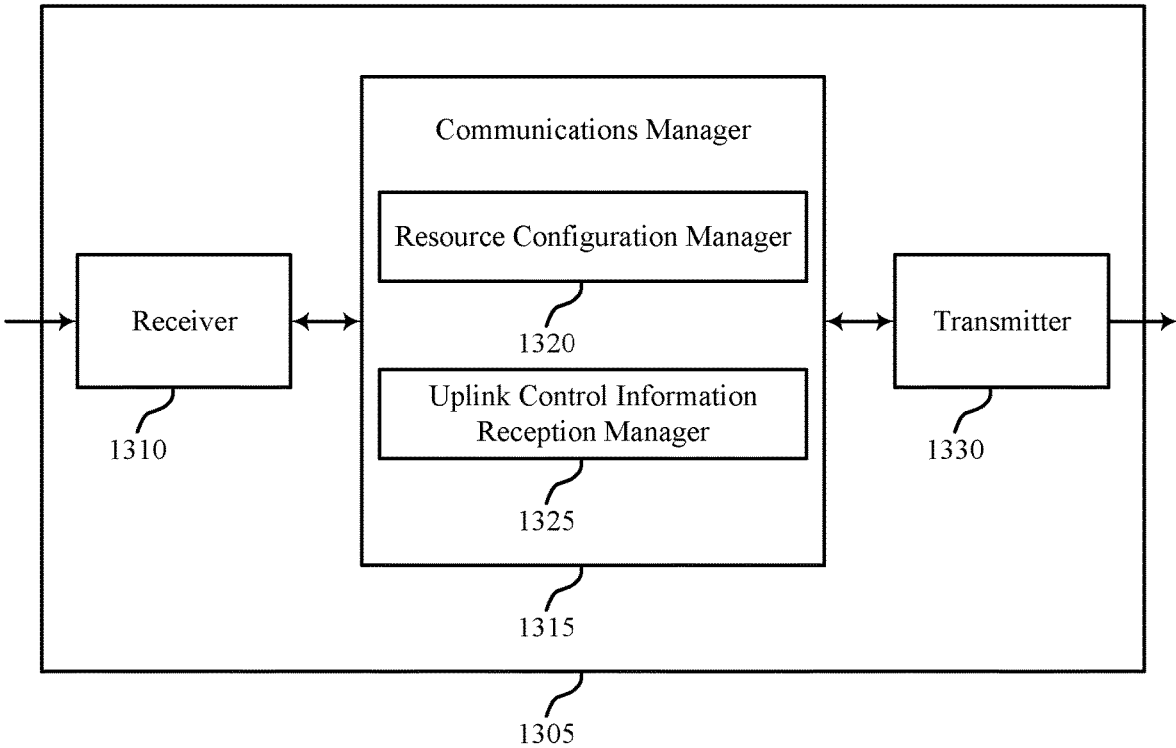 Communications Manager
Resource Configuration Manager
Receiver
Transmitter
1320
Uplink Control Information
Reception Manager
1310
1330
1325
1315
1305